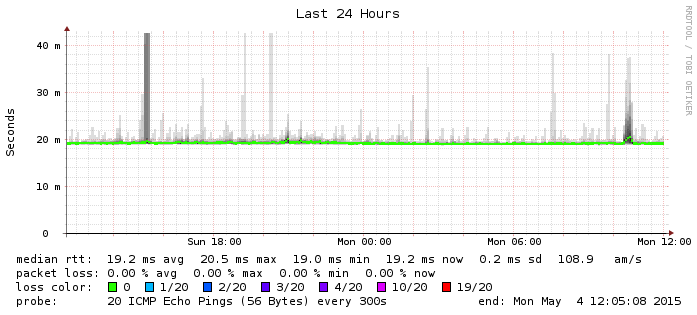 Last 24 Hours
RRDTOOL / TOBI OETIKER
Seconds
40 m
30 m
20 m
10 m
0
Sun 18:00 Mon 00:00 Mon 06:00 Mon 12:00
median rtt: 19.2 ms avg 20.5 ms max 19.0 ms min 19.2 ms now 0.2 ms sd 108.9 am/s
packet loss: 0.00 % avg 0.00 % max 0.00 % min 0.00 % now
loss color: 0 1/20 2/20 3/20 4/20 10/20 19/20
probe: 20 ICMP Echo Pings (56 Bytes) every 300s end: Mon May 4 12:05:08 2015